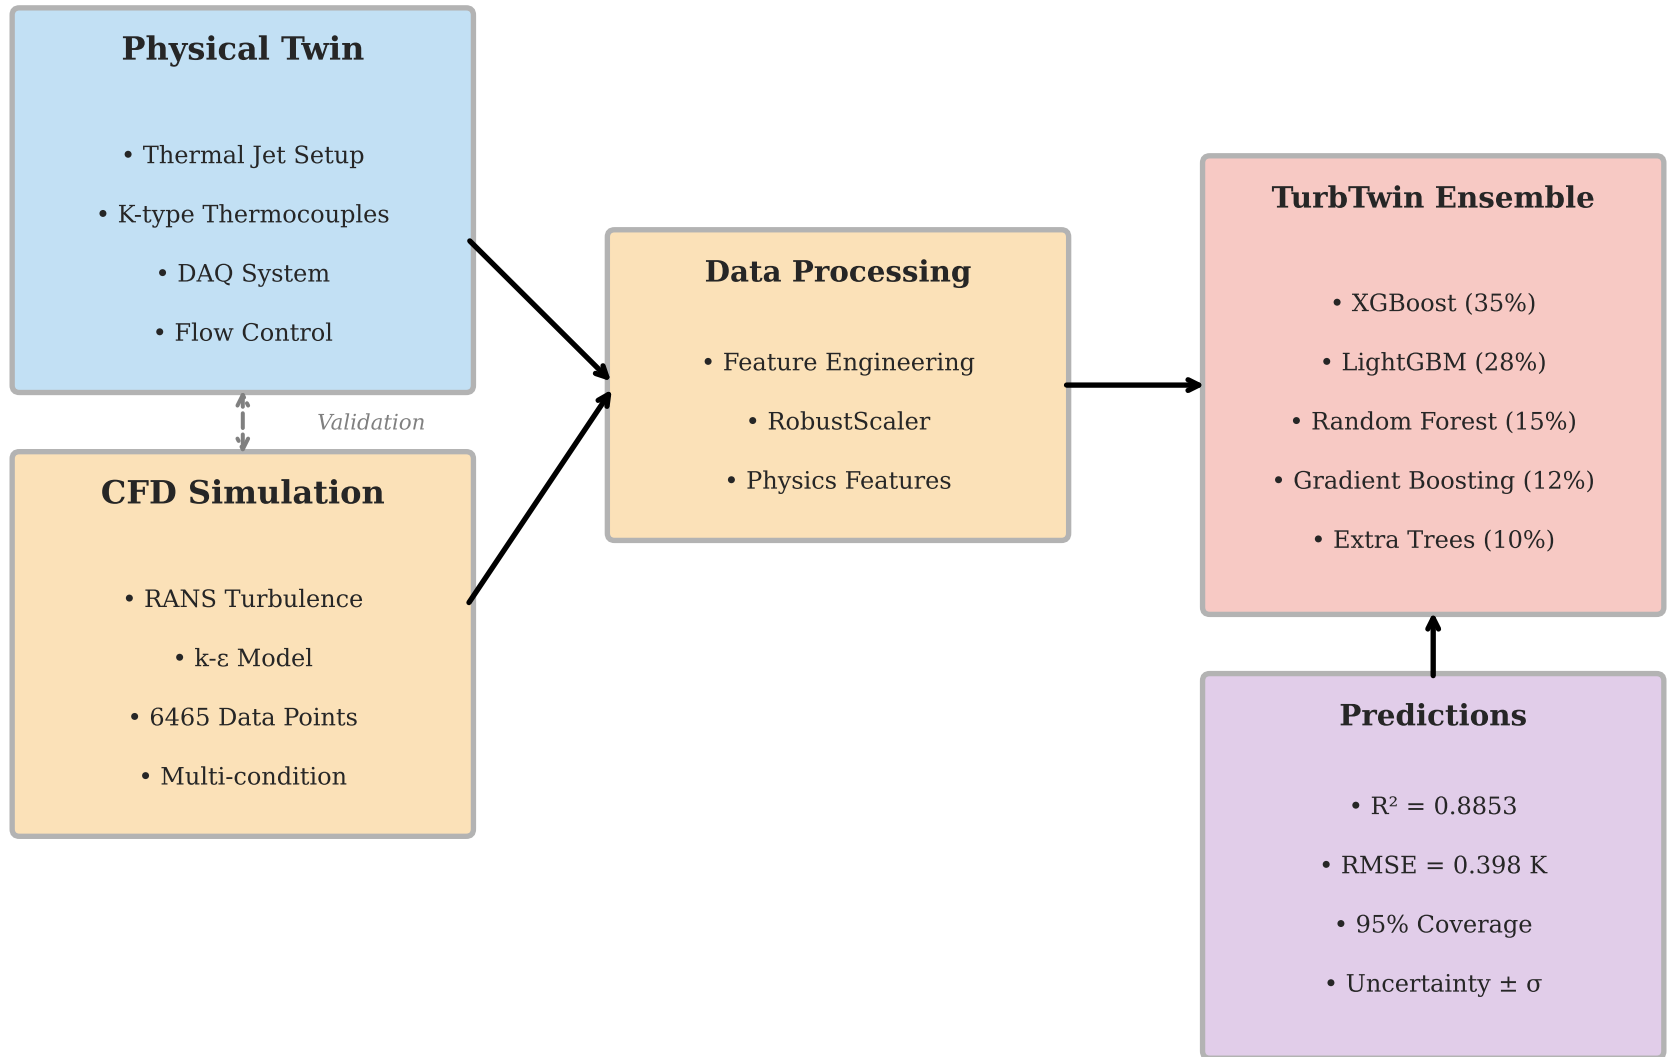 Physical Twin
• Thermal Jet Setup
• K-type Thermocouples
• DAQ System
• Flow Control
Validation
CFD Simulation
• RANS Turbulence
• k-ε Model
• 6465 Data Points
• Multi-condition
Data Processing
• Feature Engineering
• RobustScaler
• Physics Features
TurbTwin Ensemble
• XGBoost (35%)
• LightGBM (28%)
• Random Forest (15%)
• Gradient Boosting (12%)
• Extra Trees (10%)
Predictions
• R² = 0.8853
• RMSE = 0.398 K
• 95% Coverage
• Uncertainty ± σ